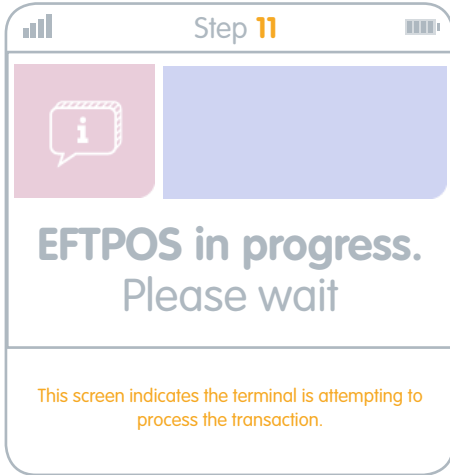 Step 11
i
EFTPOS in progress.
Please wait
This screen indicates the terminal is attempting to
process the transaction.